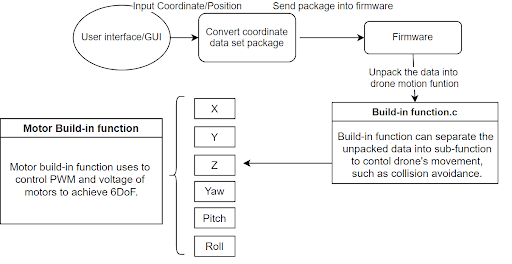 Input Coordinate/Position
Send package into firmware
User interface/GUI
Convert coordinate
data set package
Firmware
Unpack the data into
drone motion funtion
Build-in function.c
Build-in function can separate the
unpacked data into sub-function
to contol drone's movement,
such as collision avoidance.
X
Y
Z
Yaw
Pitch
Roll
Motor Build-in function
Motor build-in function uses to
control PWM and voltage of
motors to achieve 6DoF.